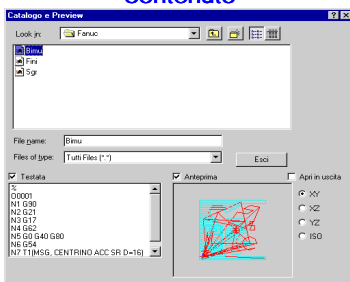 Contenuto
Catalogo e Preview
Look in: Fanuc
Bimu
Fini
Sgr
File name: Bimu
Files of type: Tutti Files (*.*)
Esci
Testata
Anteprima
Apri in uscita
%
O0001
N1 G90
N2 G21
N3 G17
N4 G62
N5 G0 G40 G80
N6 G54
N7 T1(MSG, CENTRINO ACC SR D=16)
XY
XZ
YZ
ISO